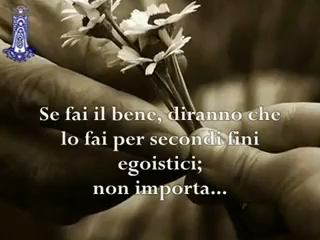 Se fai il bene, diranno che
lo fai per secondi fini
egoistici;
non importa...